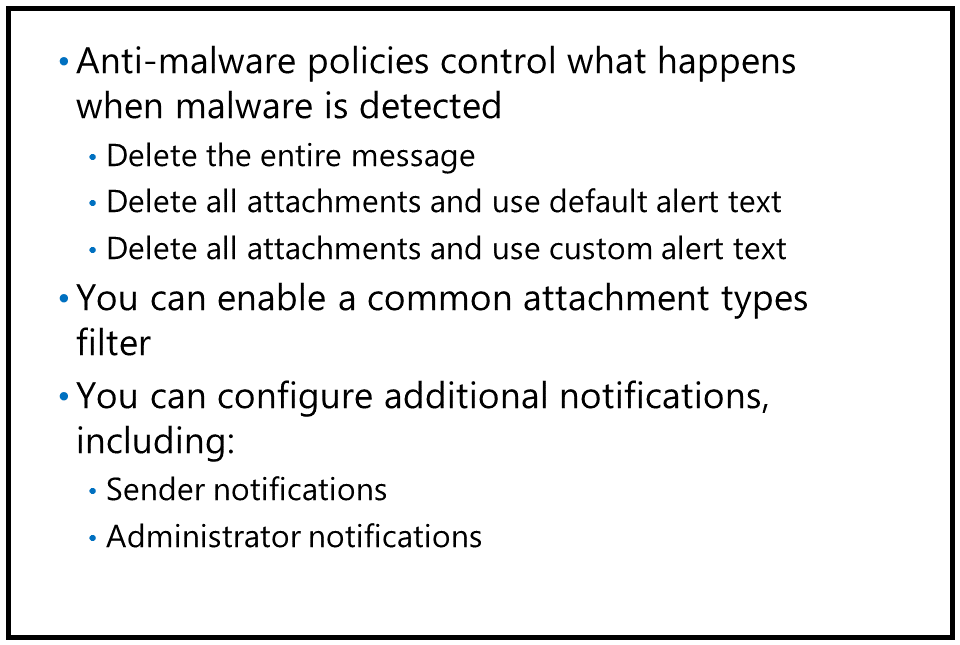 • Anti-malware policies control what happens
when malware is detected
• Delete the entire message
• Delete all attachments and use default alert text
• Delete all attachments and use custom alert text
• You can enable a common attachment types
filter
• You can configure additional notifications,
including:
• Sender notifications
• Administrator notifications